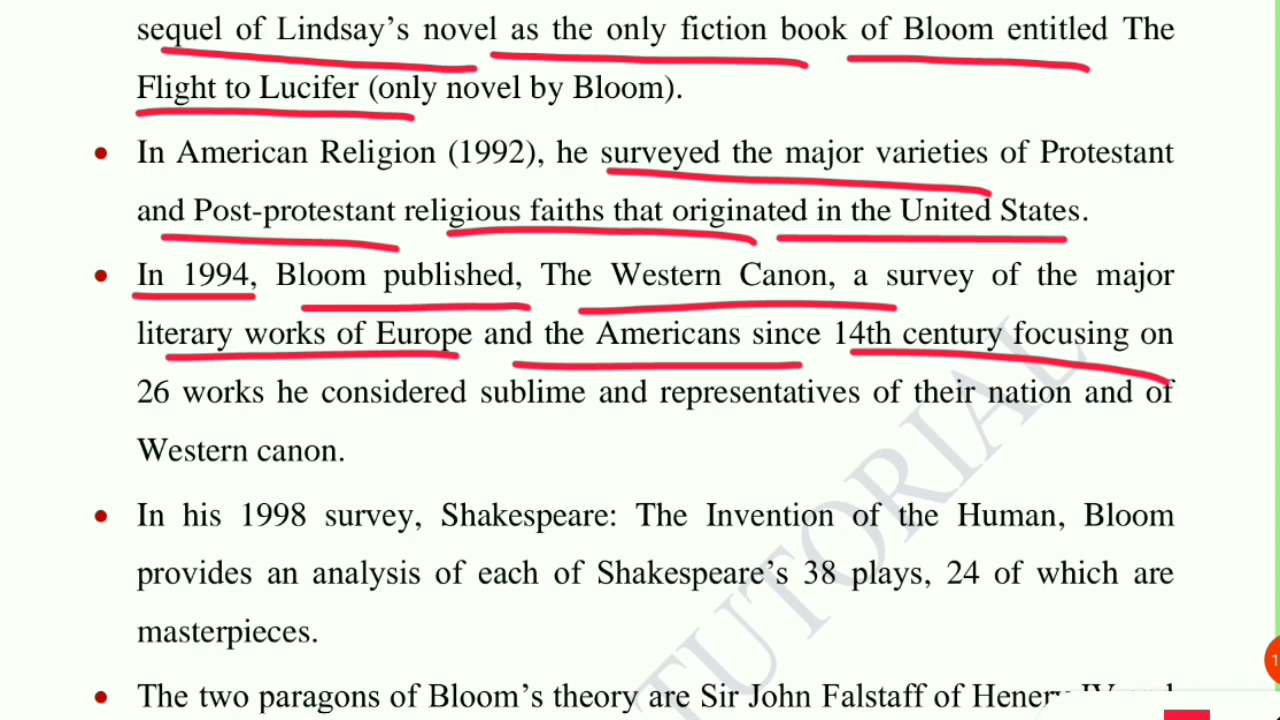 sequel of Lindsay's novel as the only fiction book of Bloom entitled The
Flight to Lucifer (only novel by Bloom).
• In American Religion (1992), he surveyed the major varieties of Protestant
and Post-protestant religious faiths that originated in the United States.
• In 1994, Bloom published, The Western Canon, a survey of the major
literary works of Europe and the Americans since 14th century focusing on
26 works he considered sublime and representatives of their nation and of
Western canon.
• In his 1998 survey, Shakespeare: The Invention of the Human, Bloom
provides an analysis of each of Shakespeare's 38 plays, 24 of which are
masterpieces.
• The two paragons of Bloom's theory are Sir John Falstaff of Henery IV and
TUTORIAL
1